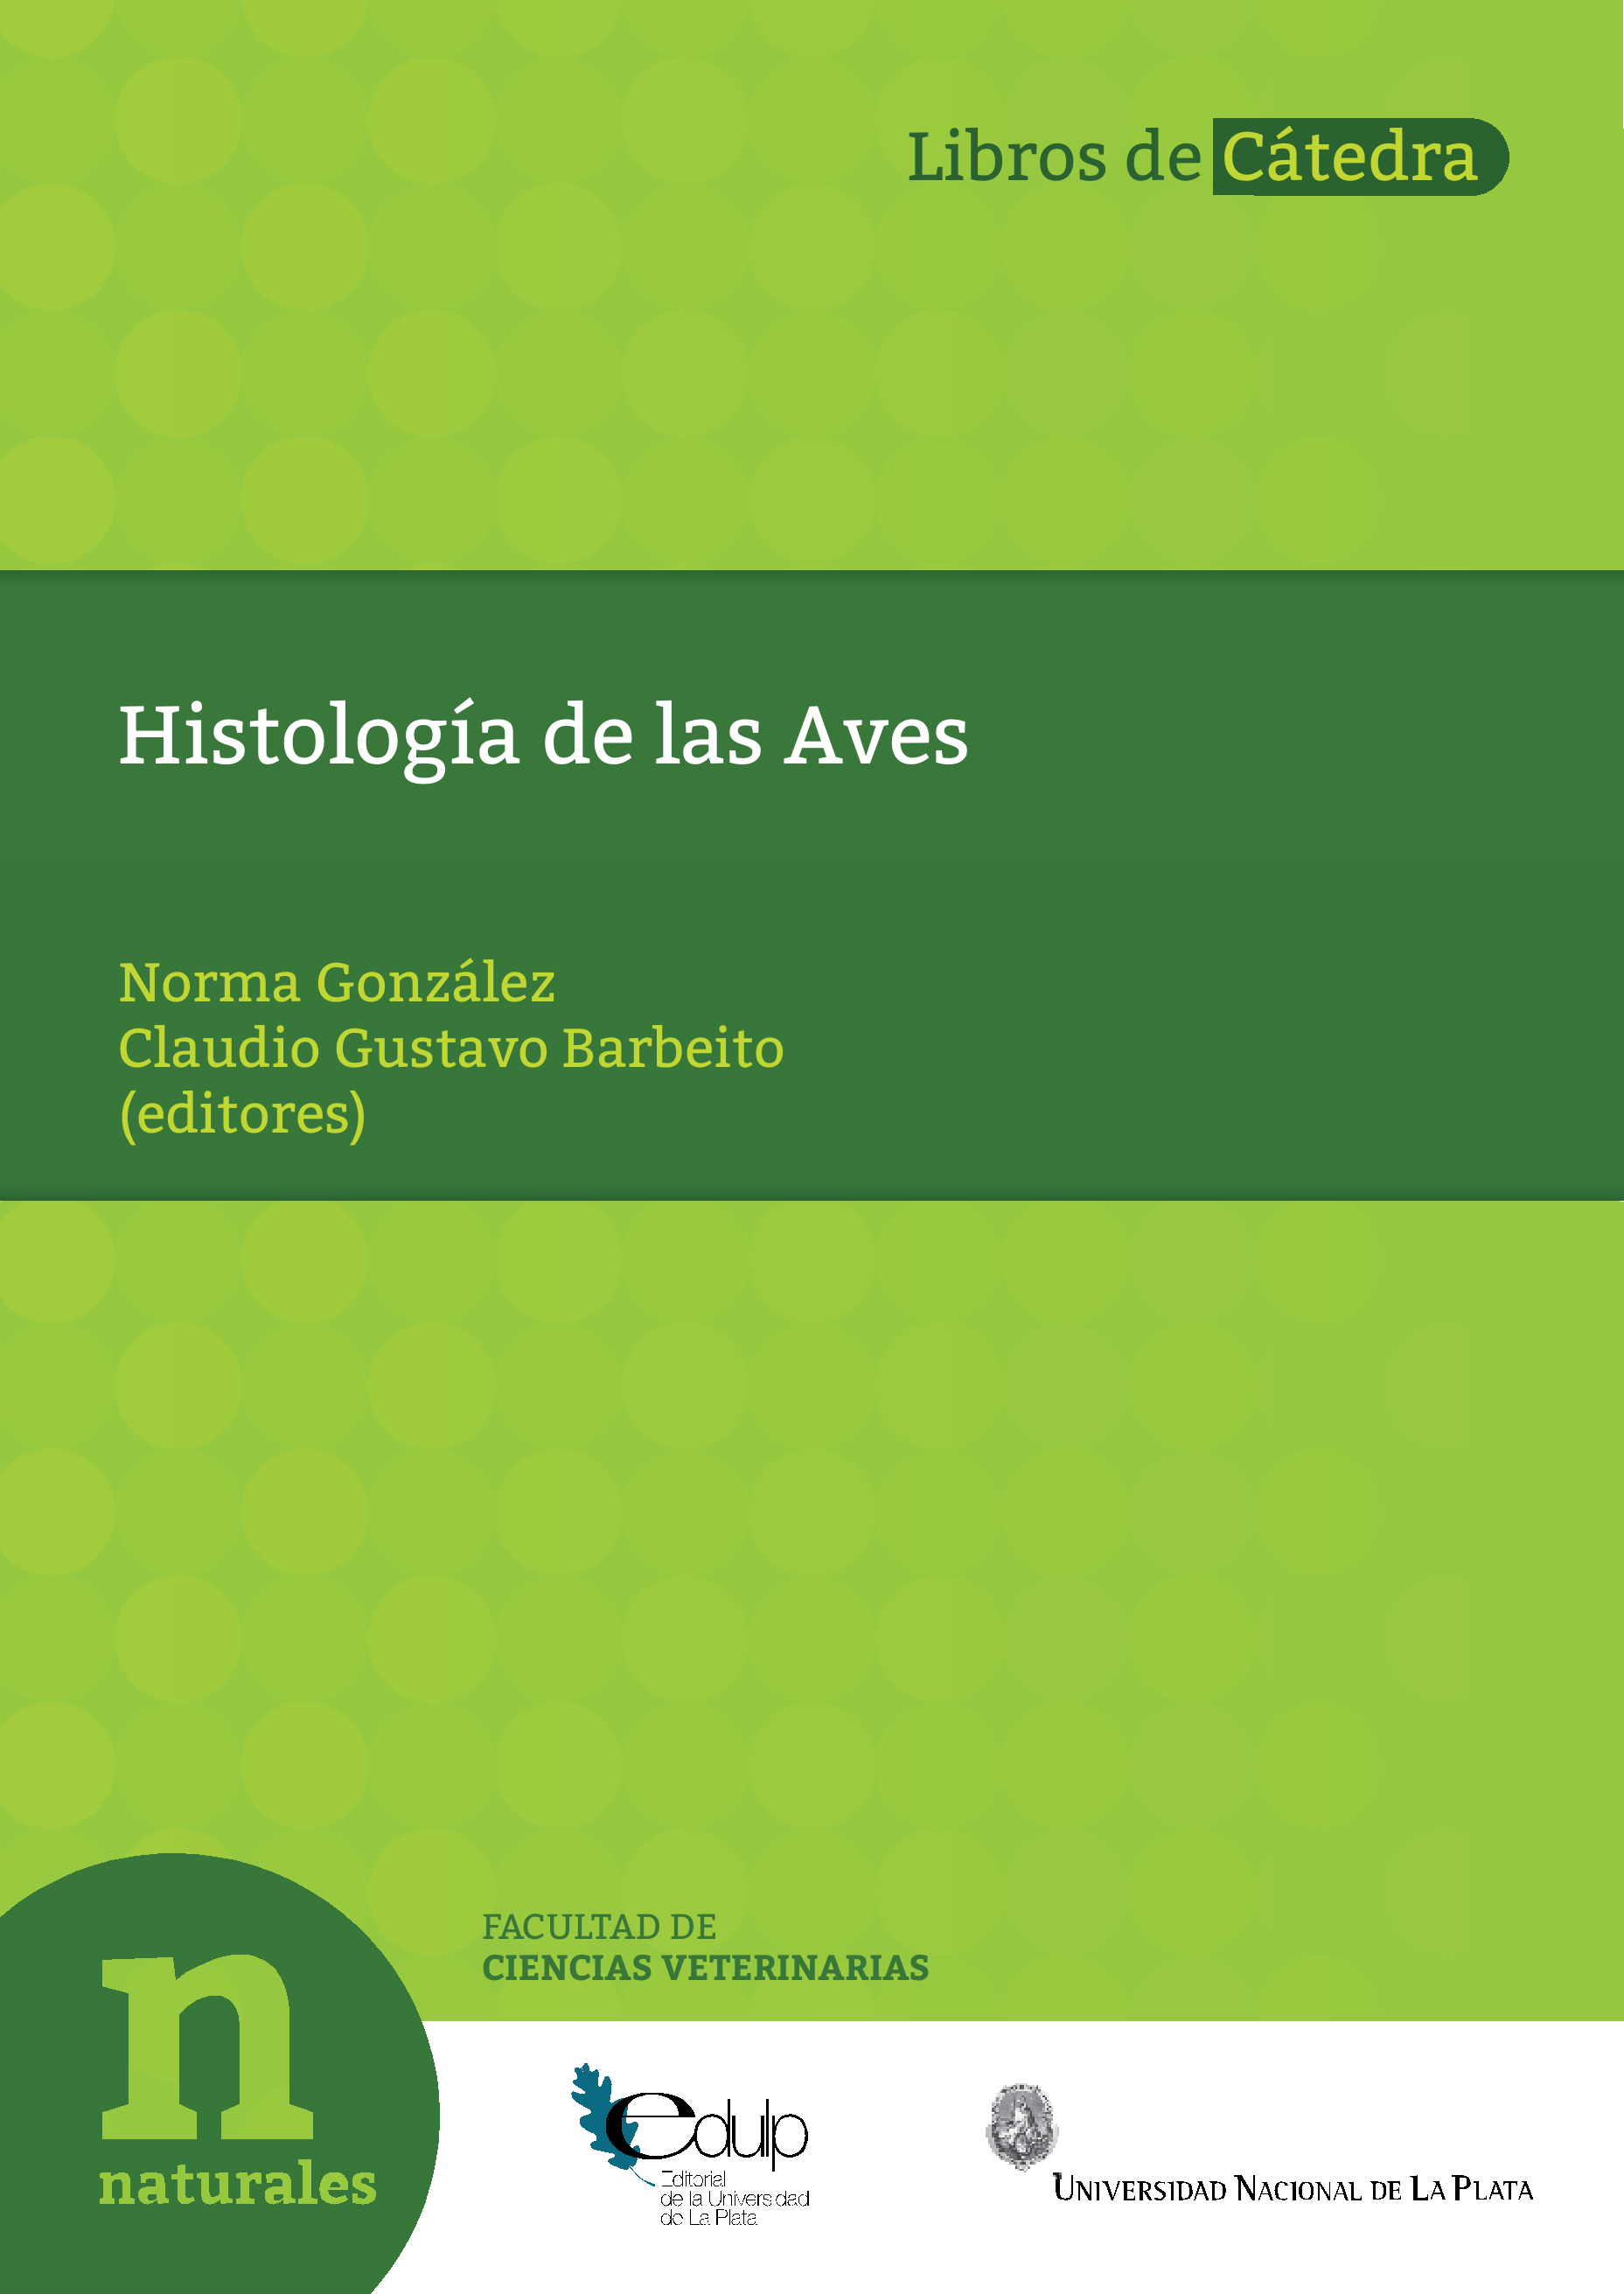 Libros de Cátedra
Histología de las Aves
Norma González
Claudio Gustavo Barbeito
(editores)
FACULTAD DE
CIENCIAS VETERINARIAS
n
naturales
edulp
Editorial
de la Universidad
de La Plata
UNIVERSIDAD NACIONAL DE LA PLATA